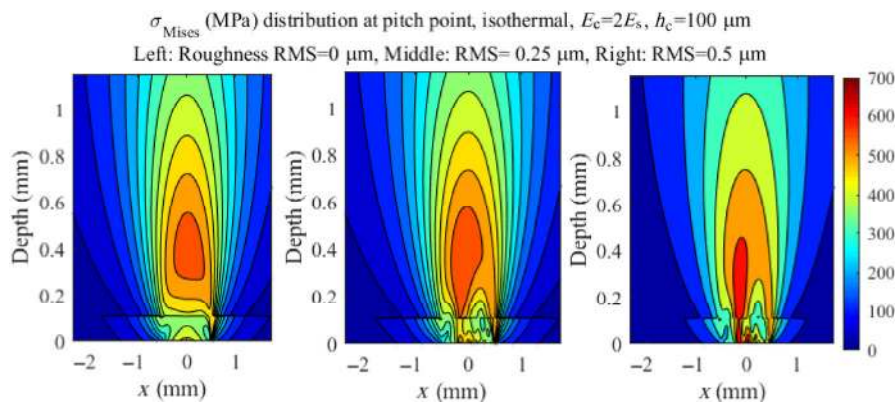 σMises (MPa) distribution at pitch point, isothermal, Ec=2Es, hc=100 μm
Left: Roughness RMS=0 μm, Middle: RMS= 0.25 μm, Right: RMS=0.5 μm
Depth (mm)
1
0.8
0.6
0.4
0.2
0
−2 −1 0 1
x (mm)
Depth (mm)
1
0.8
0.6
0.4
0.2
0
−2 −1 0 1
x (mm)
Depth (mm)
1
0.8
0.6
0.4
0.2
0
−2 −1 0 1
x (mm)
700
600
500
400
300
200
100
0